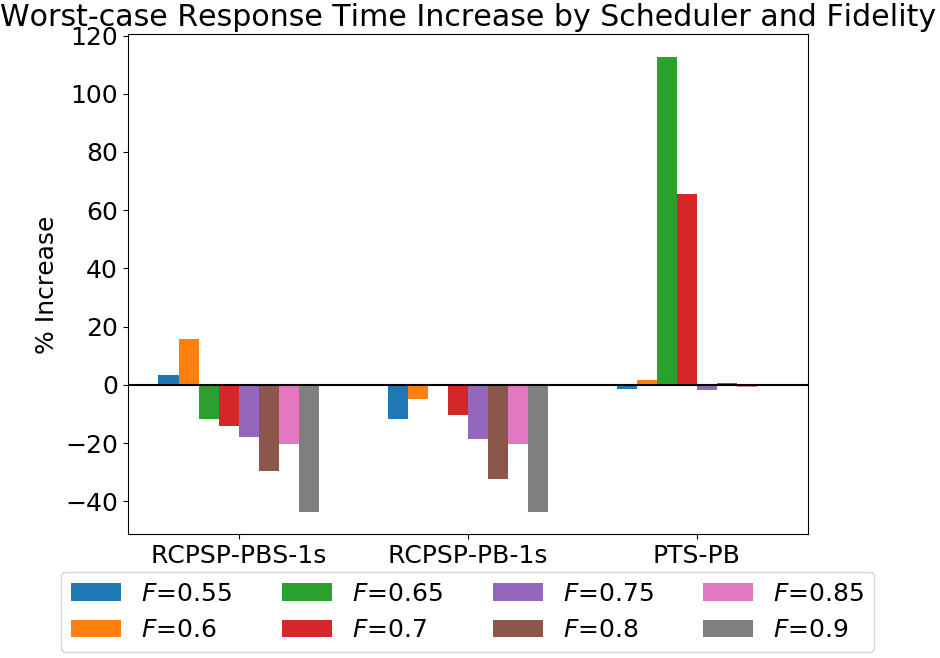 Worst-case Response Time Increase by Scheduler and Fidelity
120
100
80
60
40
20
0
−20
−40
% Increase
RCPSP-PBS-1s RCPSP-PB-1s PTS-PB
F=0.55 F=0.65 F=0.75 F=0.85
F=0.6 F=0.7 F=0.8 F=0.9